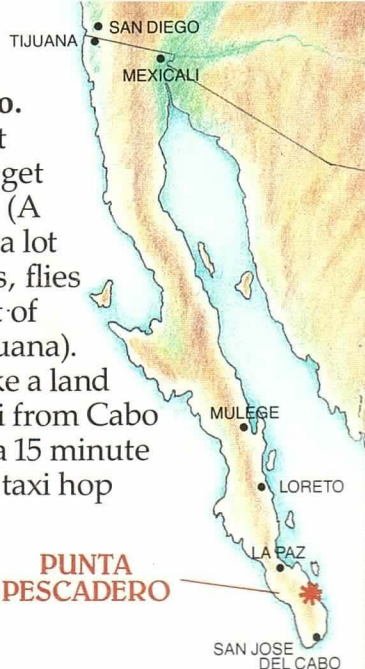 SAN DIEGO
TIJUANA
MEXICALI
o.
t
get
(A
a lot
s, flies
t of
uana).
ke a land
i from Cabo
a 15 minute
taxi hop
MULEGE
LORETO
LA PAZ
PUNTA
PESCADERO
SAN JOSE
DEL CABO